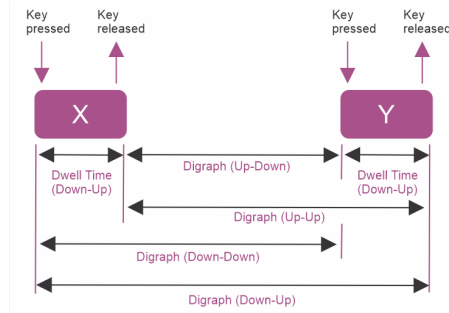 Key
pressed
Key
released
Key
pressed
Key
released
X
Y
Dwell Time
(Down-Up)
Digraph (Up-Down)
Dwell Time
(Down-Up)
Digraph (Up-Up)
Digraph (Down-Down)
Digraph (Down-Up)